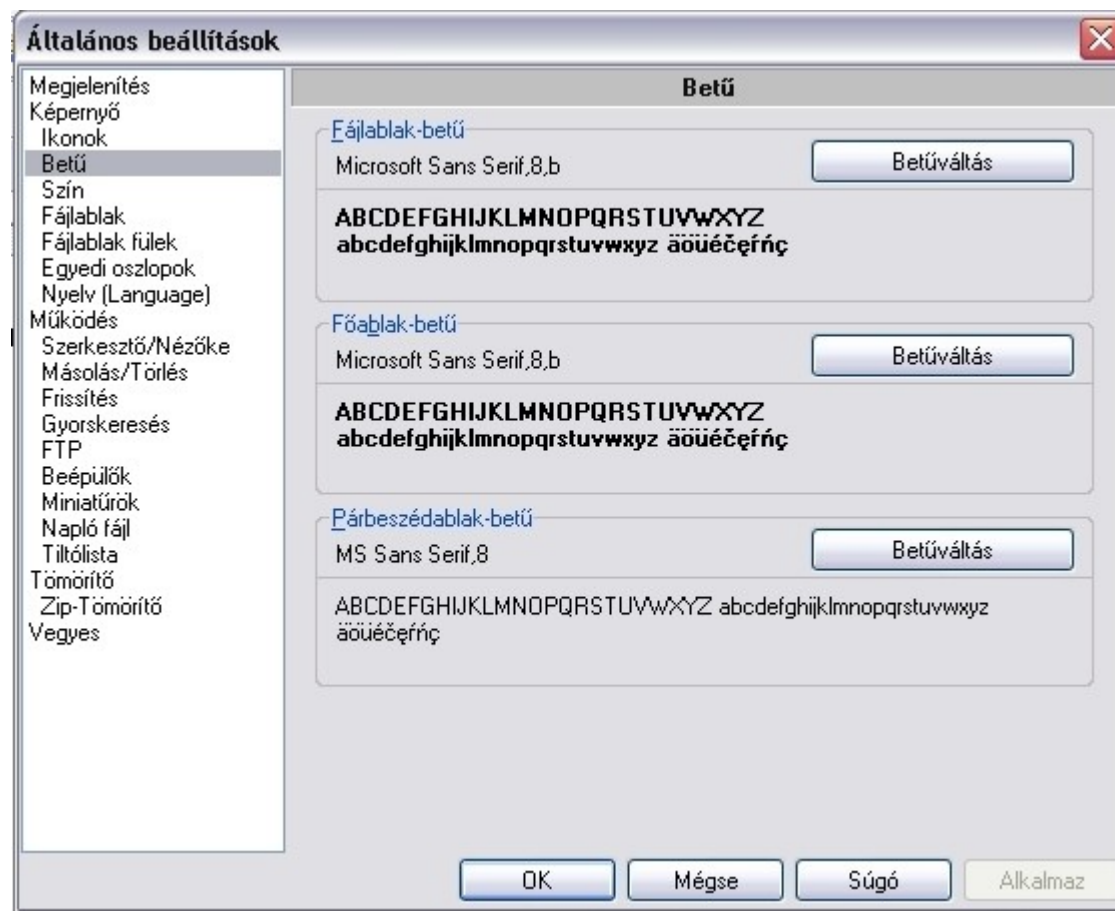 Általános beállítások
Megjelenítés
Képernyő
Ikonok
Betű
Szín
Fájlablak
Fájlablak fülek
Egyedi oszlopok
Nyelv (Language)
Működés
Szerkesztő/Nézőke
Másolás/Törlés
Frissítés
Gyorskeresés
FTP
Beépülők
Miniatűrök
Napló fájl
Tiltólista
Tömörítő
Zip-Tömörítő
Vegyes
Betű
Fájlablak-betű
Microsoft Sans Serif,8,b
Betűváltás
ABCDEFGHIJKLMNOPQRSTUVWXYZ
abcdefghijklmnopqrstuvwxyz äöüéčęŕńç
Főablak-betű
Microsoft Sans Serif,8,b
Betűváltás
ABCDEFGHIJKLMNOPQRSTUVWXYZ
abcdefghijklmnopqrstuvwxyz äöüéčęŕńç
Párbeszédablak-betű
MS Sans Serif,8
Betűváltás
ABCDEFGHIJKLMNOPQRSTUVWXYZ abcdefghijklmnopqrstuvwxyz
äöüéčęŕńç
OK
Mégse
Súgó
Alkalmaz